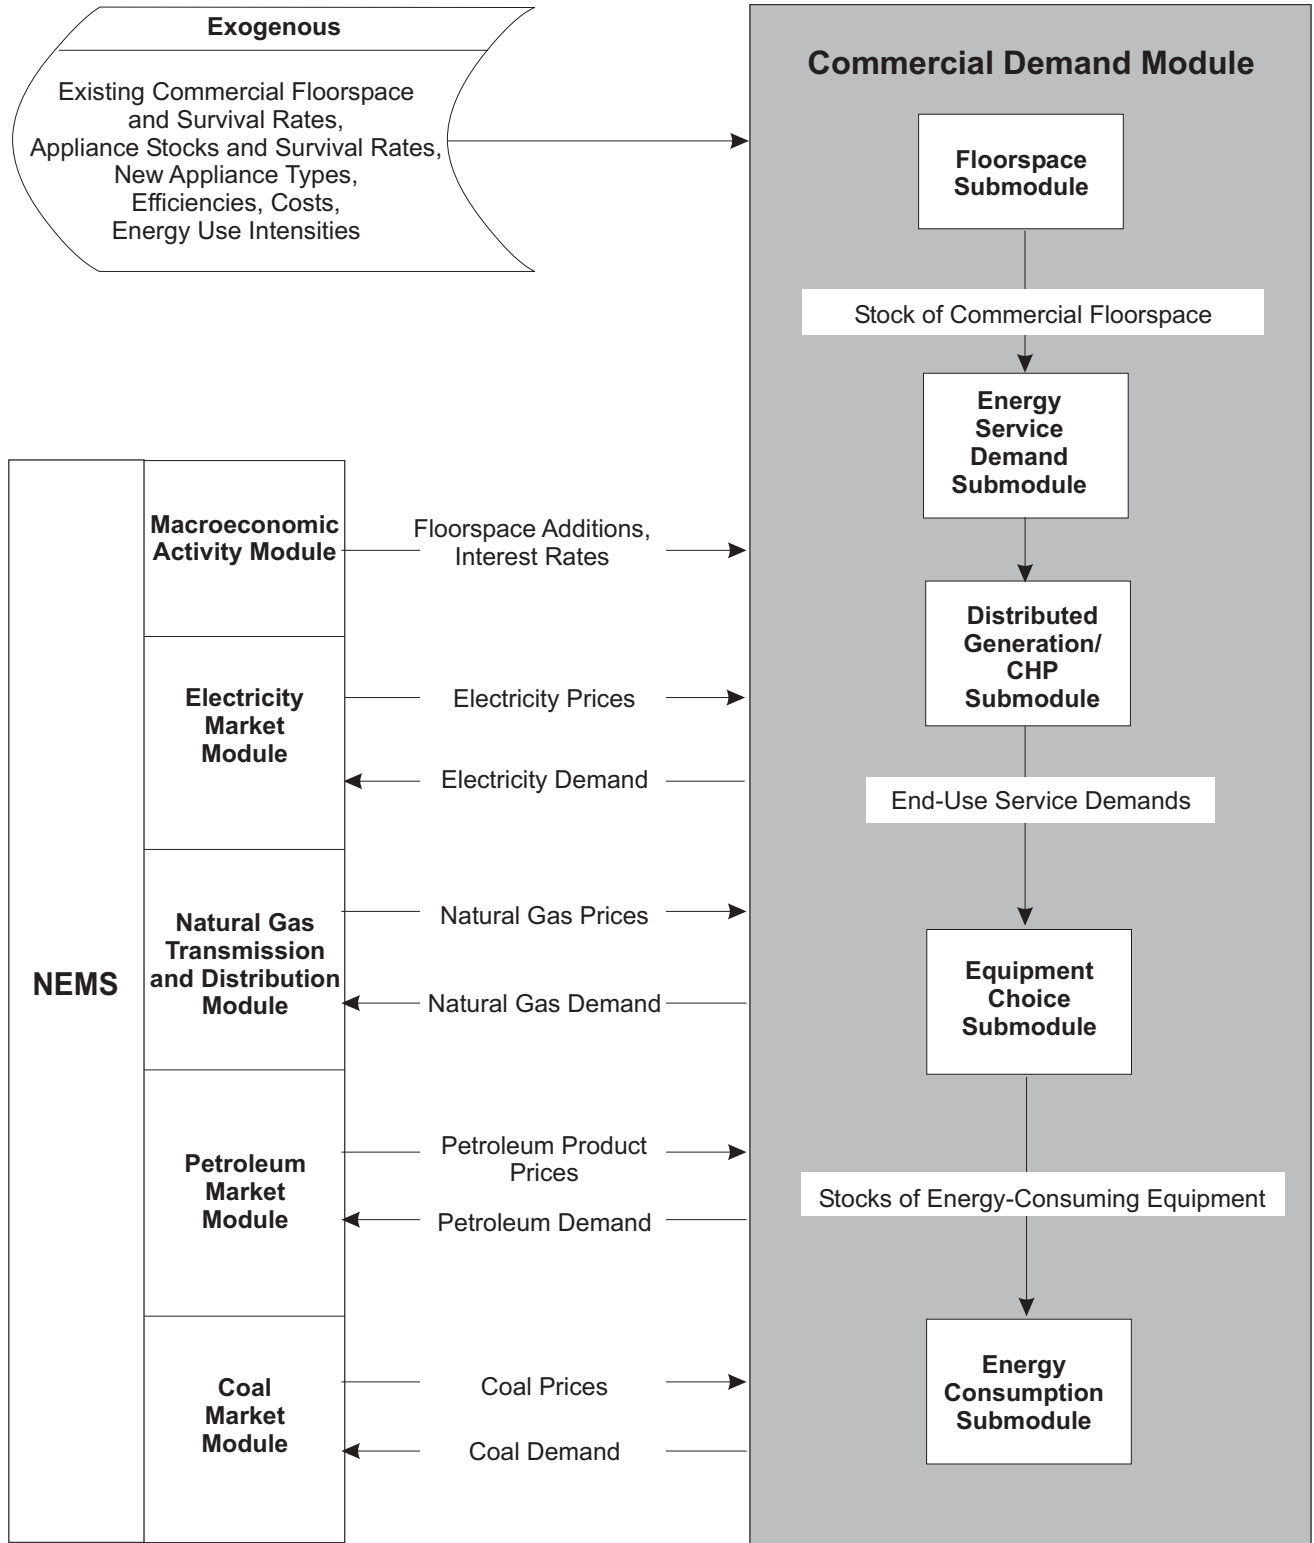 Exogenous
Existing Commercial Floorspace
and Survival Rates,
Appliance Stocks and Survival Rates,
New Appliance Types,
Efficiencies, Costs,
Energy Use Intensities
Commercial Demand Module
Floorspace
Submodule
Stock of Commercial Floorspace
Energy
Service
Demand
Submodule
Distributed
Generation/
CHP
Submodule
End-Use Service Demands
Equipment
Choice
Submodule
Stocks of Energy-Consuming Equipment
Energy
Consumption
Submodule
NEMS
Macroeconomic
Activity Module
Floorspace Additions,
Interest Rates
Electricity
Market
Module
Electricity Prices
Electricity Demand
Natural Gas
Transmission
and Distribution
Module
Natural Gas Prices
Natural Gas Demand
Petroleum
Market
Module
Petroleum Product
Prices
Petroleum Demand
Coal
Market
Module
Coal Prices
Coal Demand